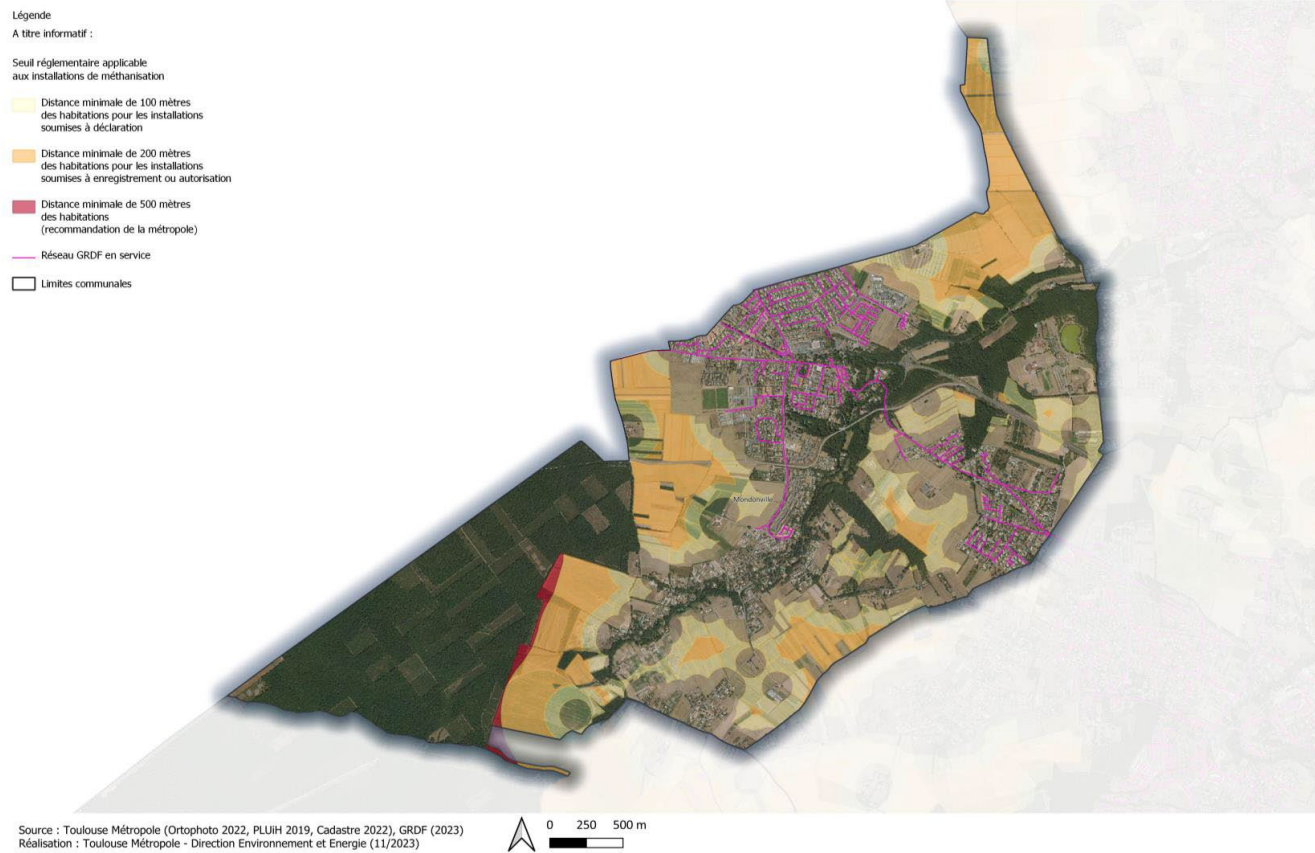 Légende
A titre informatif :
Seuil réglementaire applicable
aux installations de méthanisation
Distance minimale de 100 mètres
des habitations pour les installations
soumises à déclaration
Distance minimale de 200 mètres
des habitations pour les installations
soumises à enregistrement ou autorisation
Distance minimale de 500 mètres
des habitations
(recommandation de la métropole)
Réseau GRDF en service
Limites communales
Mondonville
Source : Toulouse Métropole (Ortophoto 2022, PLUiH 2019, Cadastre 2022), GRDF (2023)
Réalisation : Toulouse Métropole - Direction Environnement et Energie (11/2023)
0 250 500 m